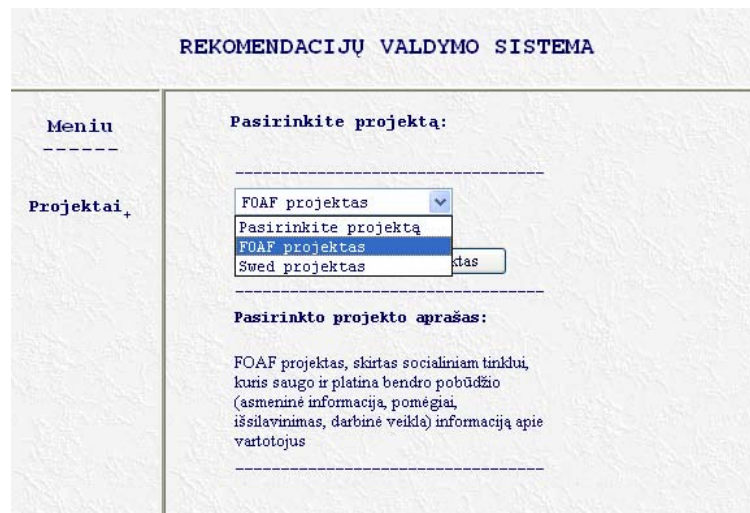 REKOMENDACIJŲ VALDYMO SISTEMA
Meniu
------
Projektai+
Pasirinkite projektą:
FOAF projektas
Pasirinkite projektą
FOAF projektas
Swed projektas
Pasirinkto projekto aprašas:
FOAF projektas, skirtas socialiniam tinklui,
kuris saugo ir platina bendro pobūdžio
(asmeninė informacija, pomėgiai,
išsilavinimas, darbinė veikla) informaciją apie
vartotojus